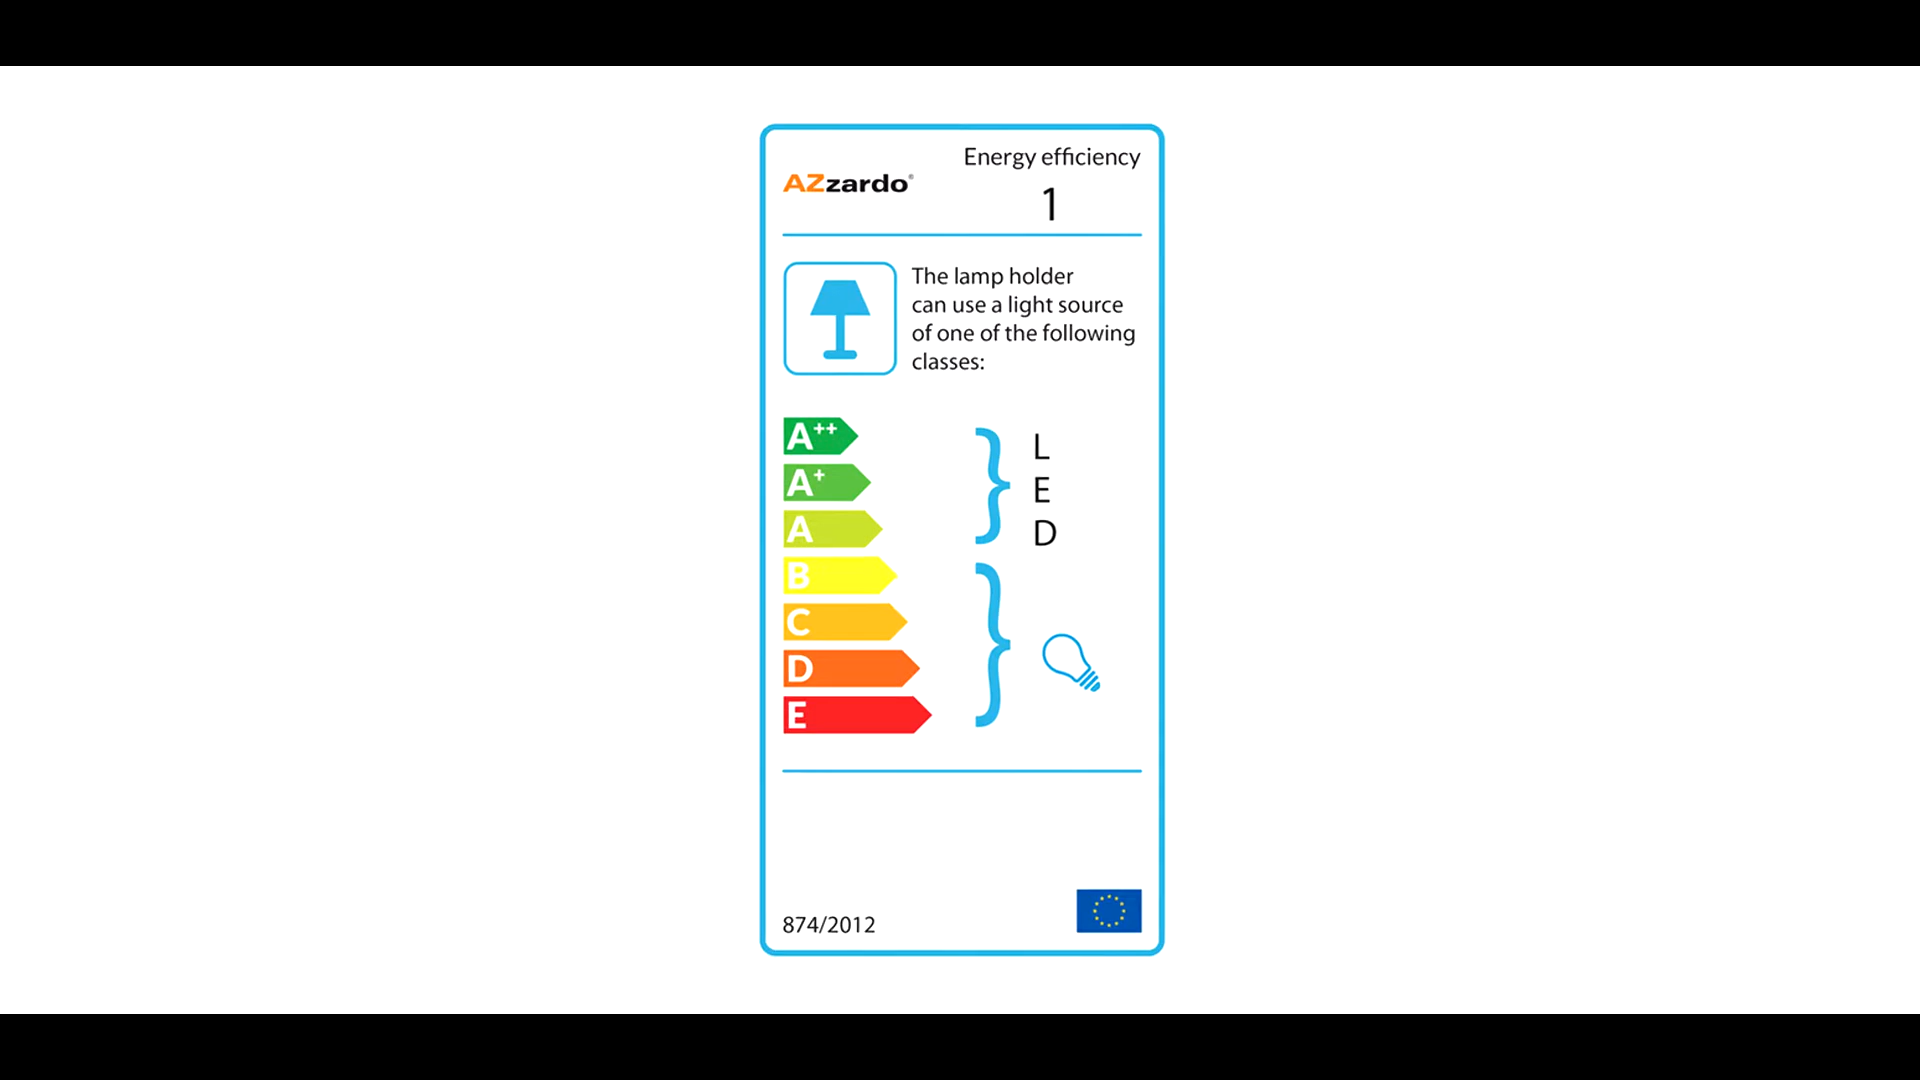 AZzardo®
Energy efficiency
1
The lamp holder
can use a light source
of one of the following
classes:
A++
A+
A
B
C
D
E
L
E
D
874/2012